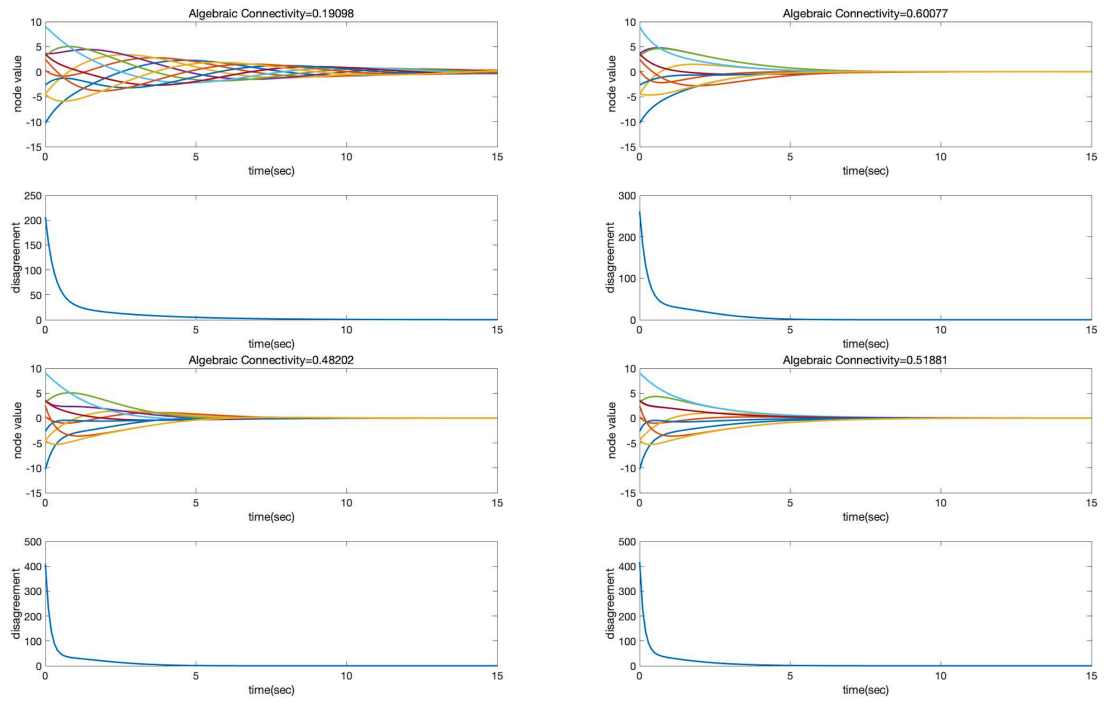 Algebraic Connectivity=0.19098
10
5
0
-5
-10
-15
node value
0 5 10 15
time(sec)
250
200
150
100
50
0
disagreement
0 5 10 15
time(sec)
Algebraic Connectivity=0.60077
10
5
0
-5
-10
-15
node value
0 5 10 15
time(sec)
300
200
100
0
disagreement
0 5 10 15
time(sec)
Algebraic Connectivity=0.48202
10
5
0
-5
-10
-15
node value
0 5 10 15
time(sec)
500
400
300
200
100
0
disagreement
0 5 10 15
time(sec)
Algebraic Connectivity=0.51881
10
5
0
-5
-10
-15
node value
0 5 10 15
time(sec)
500
400
300
200
100
0
disagreement
0 5 10 15
time(sec)